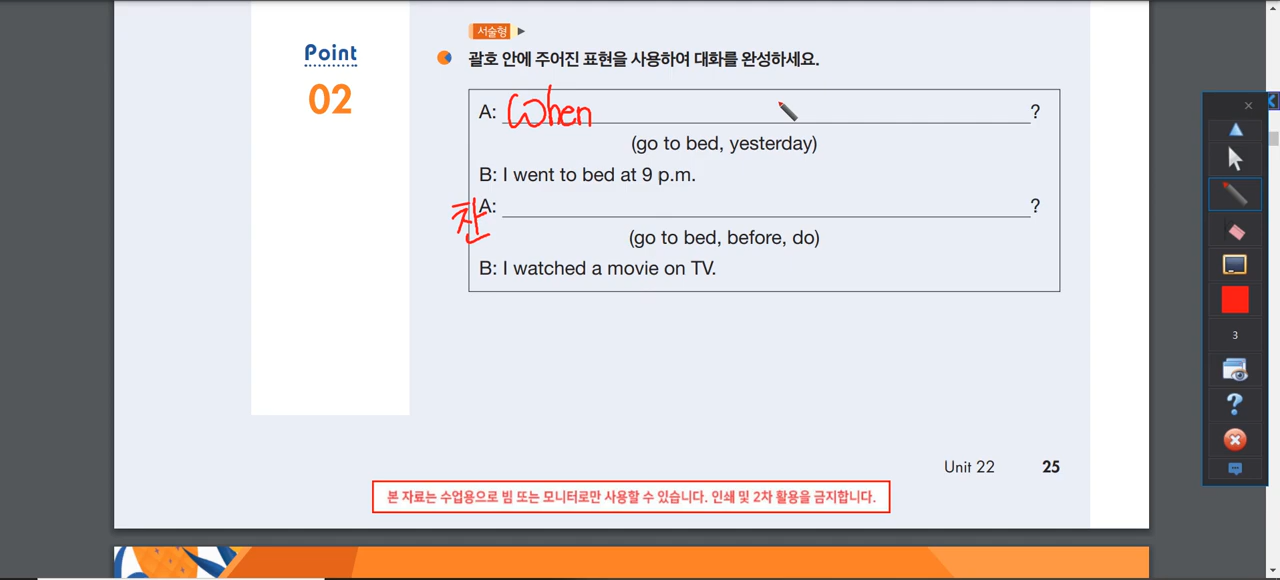 서술형
Point
02
괄호 안에 주어진 표현을 사용하여 대화를 완성하세요.
A: When ?
(go to bed, yesterday)
B: I went to bed at 9 p.m.
A: ?
(go to bed, before, do)
B: I watched a movie on TV.
Unit 22 25
본 자료는 수업용으로 빔 또는 모니터로만 사용할 수 있습니다. 인쇄 및 2차 활용을 금지합니다.
3